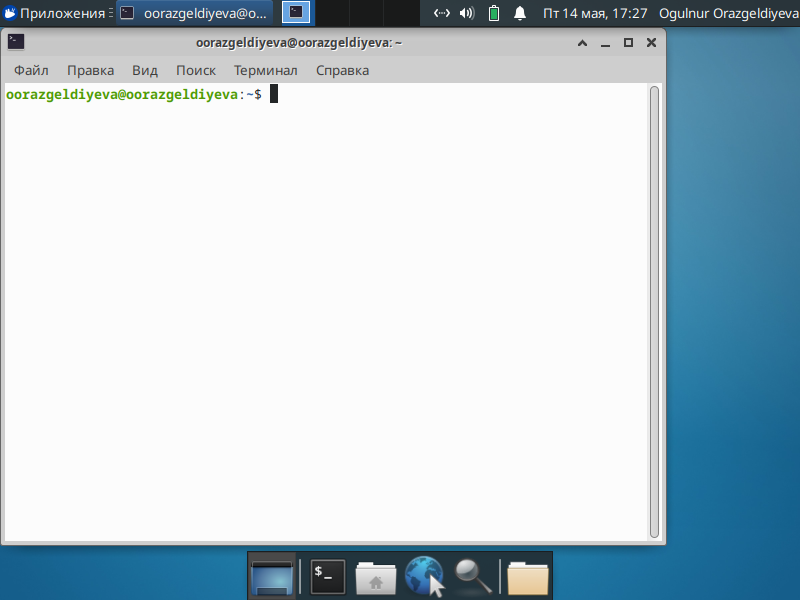 Приложения oorazgeldiyeva@o... Пт 14 мая, 17:27 Ogulnur Orazgeldiyeva
oorazgeldiyeva@oorazgeldiyeva: ~
Файл Правка Вид Поиск Терминал Справка
oorazgeldiyeva@oorazgeldiyeva:~$
$_